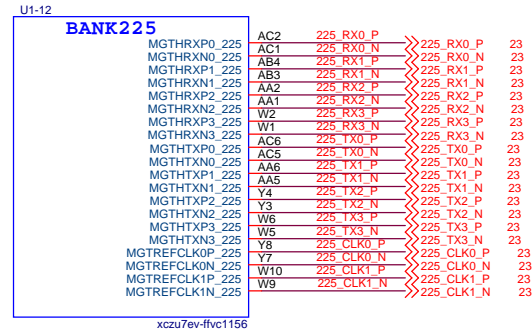 U1-12
BANK225
MGTHRXP0_225 AC2 225_RX0_P 225_RX0_P 23
MGTHRXN0_225 AC1 225_RX0_N 225_RX0_N 23
MGTHRXP1_225 AB4 225_RX1_P 225_RX1_P 23
MGTHRXN1_225 AB3 225_RX1_N 225_RX1_N 23
MGTHRXP2_225 AA2 225_RX2_P 225_RX2_P 23
MGTHRXN2_225 AA1 225_RX2_N 225_RX2_N 23
MGTHRXP3_225 W2 225_RX3_P 225_RX3_P 23
MGTHRXN3_225 W1 225_RX3_N 225_RX3_N 23
MGTHTXP0_225 AC6 225_TX0_P 225_TX0_P 23
MGTHTXN0_225 AC5 225_TX0_N 225_TX0_N 23
MGTHTXP1_225 AA6 225_TX1_P 225_TX1_P 23
MGTHTXN1_225 AA5 225_TX1_N 225_TX1_N 23
MGTHTXP2_225 Y4 225_TX2_P 225_TX2_P 23
MGTHTXN2_225 Y3 225_TX2_N 225_TX2_N 23
MGTHTXP3_225 W6 225_TX3_P 225_TX3_P 23
MGTHTXN3_225 W5 225_TX3_N 225_TX3_N 23
MGTREFCLK0P_225 Y8 225_CLK0_P 225_CLK0_P 23
MGTREFCLK0N_225 Y7 225_CLK0_N 225_CLK0_N 23
MGTREFCLK1P_225 W10 225_CLK1_P 225_CLK1_P 23
MGTREFCLK1N_225 W9 225_CLK1_N 225_CLK1_N 23
xczu7ev-ffvc1156